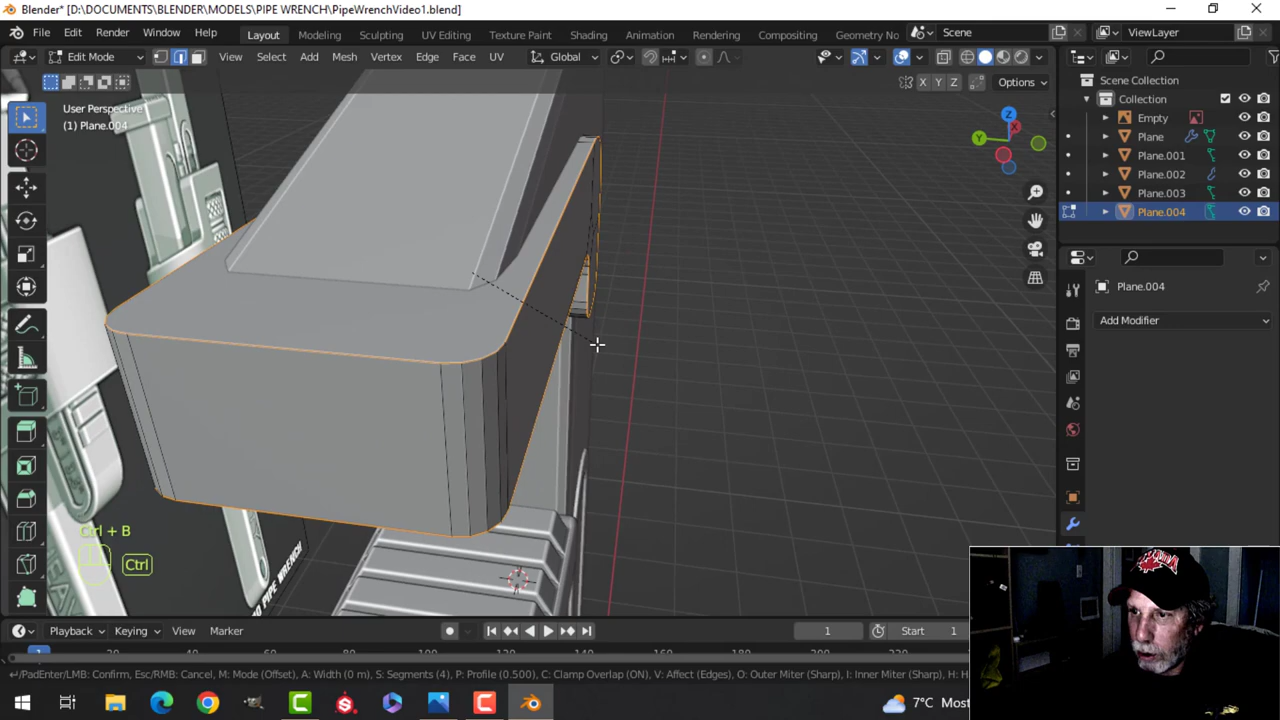 Blender* [D:\DOCUMENTS\BLENDER\MODELS\PIPE WRENCH\PipeWrenchVideo1.blend]
File Edit Render Window Help Layout Modeling Sculpting UV Editing Texture Paint Shading Animation Rendering Compositing Geometry No Scene ViewLayer
Edit Mode View Select Add Mesh Vertex Edge Face UV Global
X Y Z Options
User Perspective
(1) Plane.004
Z
Y
X
Scene Collection
Collection
Empty
Plane
Plane.001
Plane.002
Plane.003
Plane.004
Plane.004
Add Modifier
Ctrl + B
Ctrl
PIPE WRENCH
Playback Keying View Marker 1 Start 1
↵/PadEnter/LMB: Confirm, Esc/RMB: Cancel, M: Mode (Offset), A: Width (0 m), S: Segments (4), P: Profile (0.500), C: Clamp Overlap (ON), V: Affect (Edges), O: Outer Miter (Sharp), I: Inner Miter (Sharp), H: H
7°C Most